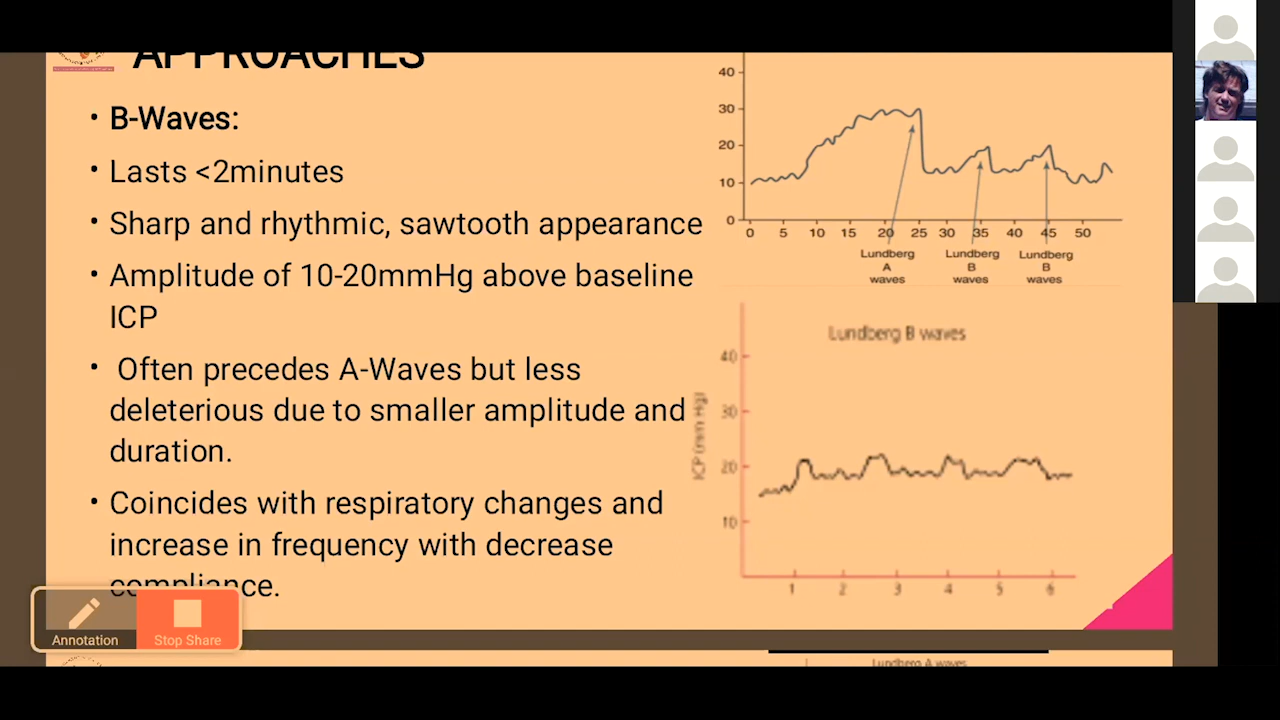 APPROACHES
• B-Waves:
• Lasts <2minutes
• Sharp and rhythmic, sawtooth appearance
• Amplitude of 10-20mmHg above baseline
ICP
• Often precedes A-Waves but less
deleterious due to smaller amplitude and
duration.
• Coincides with respiratory changes and
increase in frequency with decrease
compliance.
40
30
20
10
0
0 5 10 15 20 25 30 35 40 45 50
Lundberg Lundberg Lundberg
A B B
waves waves waves
Lundberg B waves
ICP (mm Hg)
40
30
20
10
1 2 3 4 5 6
Annotation Stop Share
Lundberg A waves